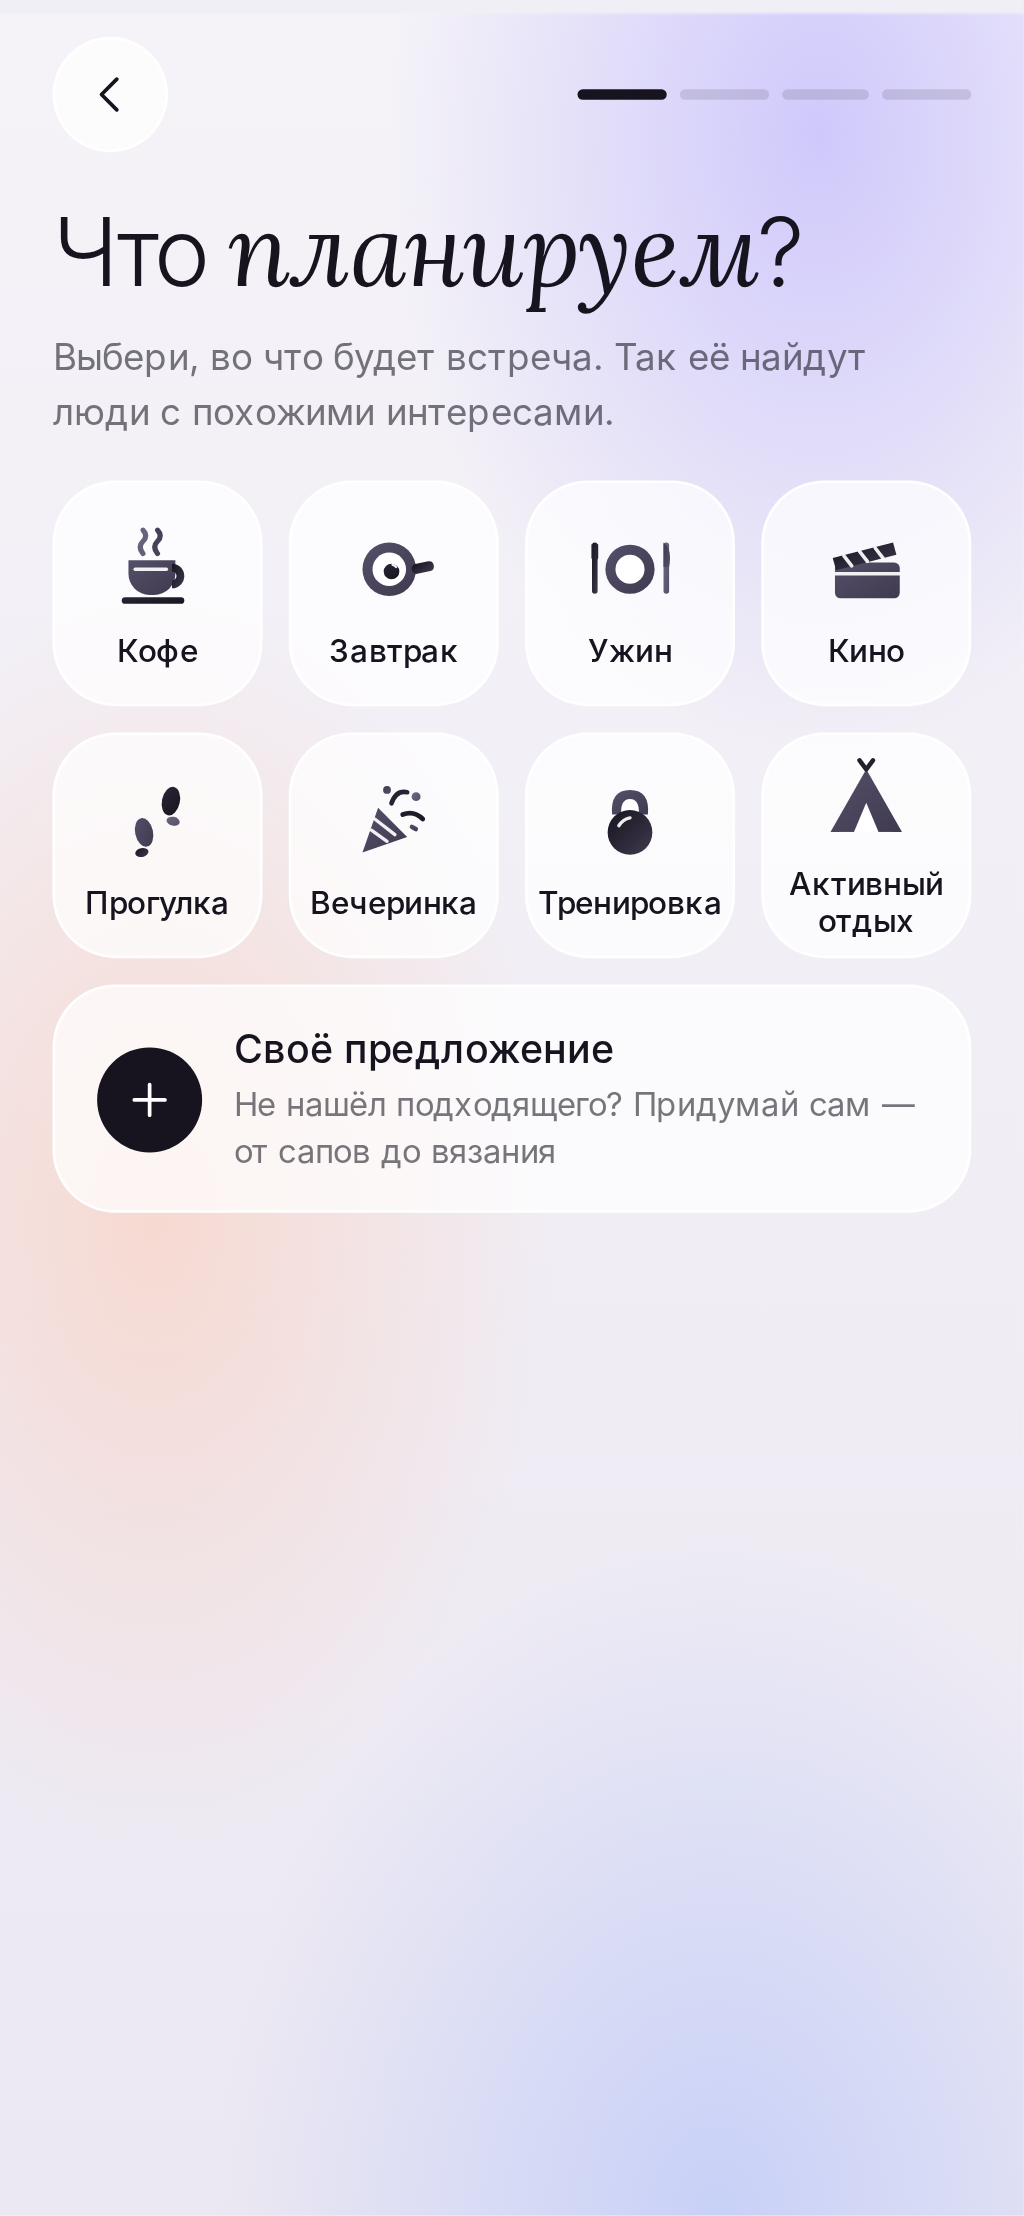 Что планируем?
Выбери, во что будет встреча. Так её найдут
люди с похожими интересами.
Кофе
Завтрак
Ужин
Кино
Прогулка
Вечеринка
Тренировка
Активный
отдых
Своё предложение
Не нашёл подходящего? Придумай сам —
от сапов до вязания